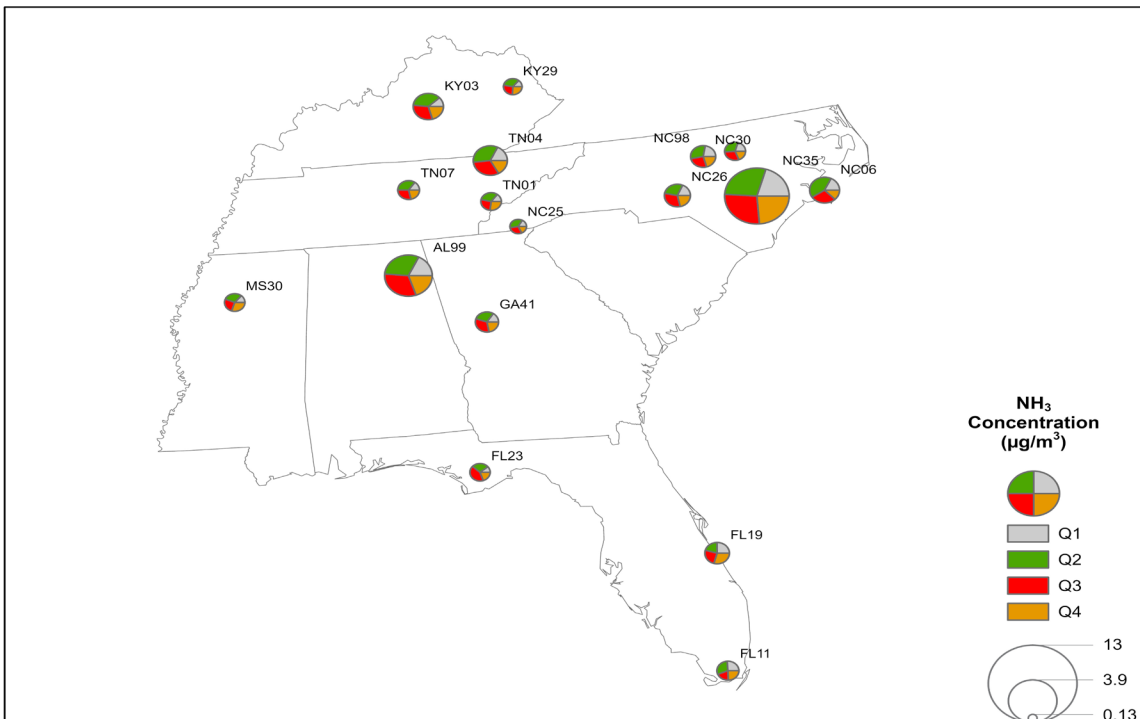 KY29
KY03
TN04
NC98
NC30
NC35
NC06
TN07
TN01
NC26
NC25
AL99
MS30
GA41
FL23
FL19
FL11
NH₃
Concentration
(µg/m³)
Q1
Q2
Q3
Q4
13
3.9
0.13